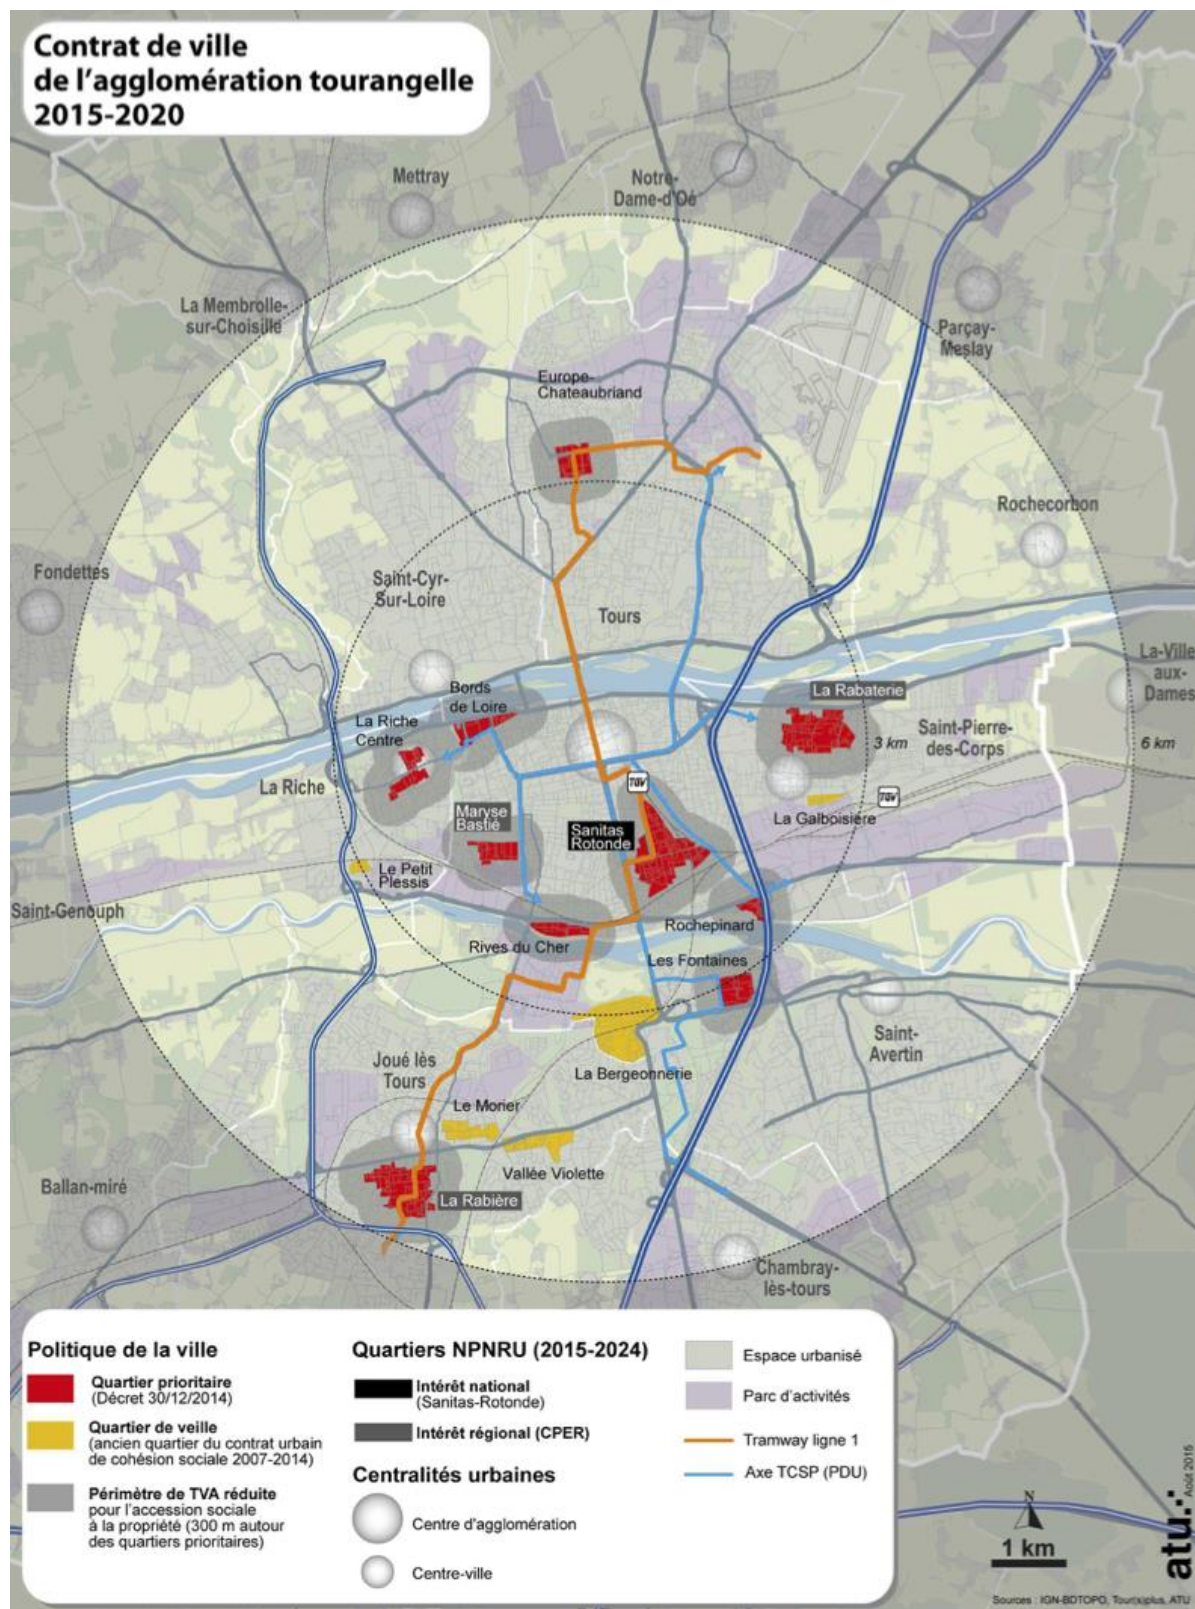 Contrat de ville
de l'agglomération tourangelle
2015-2020
Mettray
Notre-
Dame-d'Oé
La Membrolle-
sur-Choisille
Parçay-
Meslay
Europe-
Chateaubriand
Rochecorbon
Fondettes
Saint-Cyr-
Sur-Loire
Tours
La-Ville
aux-
Dames
Bords
de Loire
La Rabaterie
La Riche
Centre
Saint-Pierre-
des-Corps
3 km
6 km
La Riche
TGV
TGV
Maryse
Bastié
Sanitas
Rotonde
La Galboisière
Le Petit
Plessis
Saint-Genouph
Rives du Cher
Rochepinard
Les Fontaines
Saint-
Avertin
Joué lès
Tours
La Bergeonnerie
Le Morier
Vallée Violette
Ballan-miré
La Rabière
Chambray-
lès-tours
Politique de la ville
Quartier prioritaire
(Décret 30/12/2014)
Quartier de veille
(ancien quartier du contrat urbain
de cohésion sociale 2007-2014)
Périmètre de TVA réduite
pour l'accession sociale
à la propriété (300 m autour
des quartiers prioritaires)
Quartiers NPNRU (2015-2024)
Intérêt national
(Sanitas-Rotonde)
Intérêt régional (CPER)
Centralités urbaines
Centre d'agglomération
Centre-ville
Espace urbanisé
Parc d'activités
Tramway ligne 1
Axe TCSP (PDU)
N
1 km
atu
Août 2015
Sources : IGN-BDTOPO, Tour(s)plus, ATU